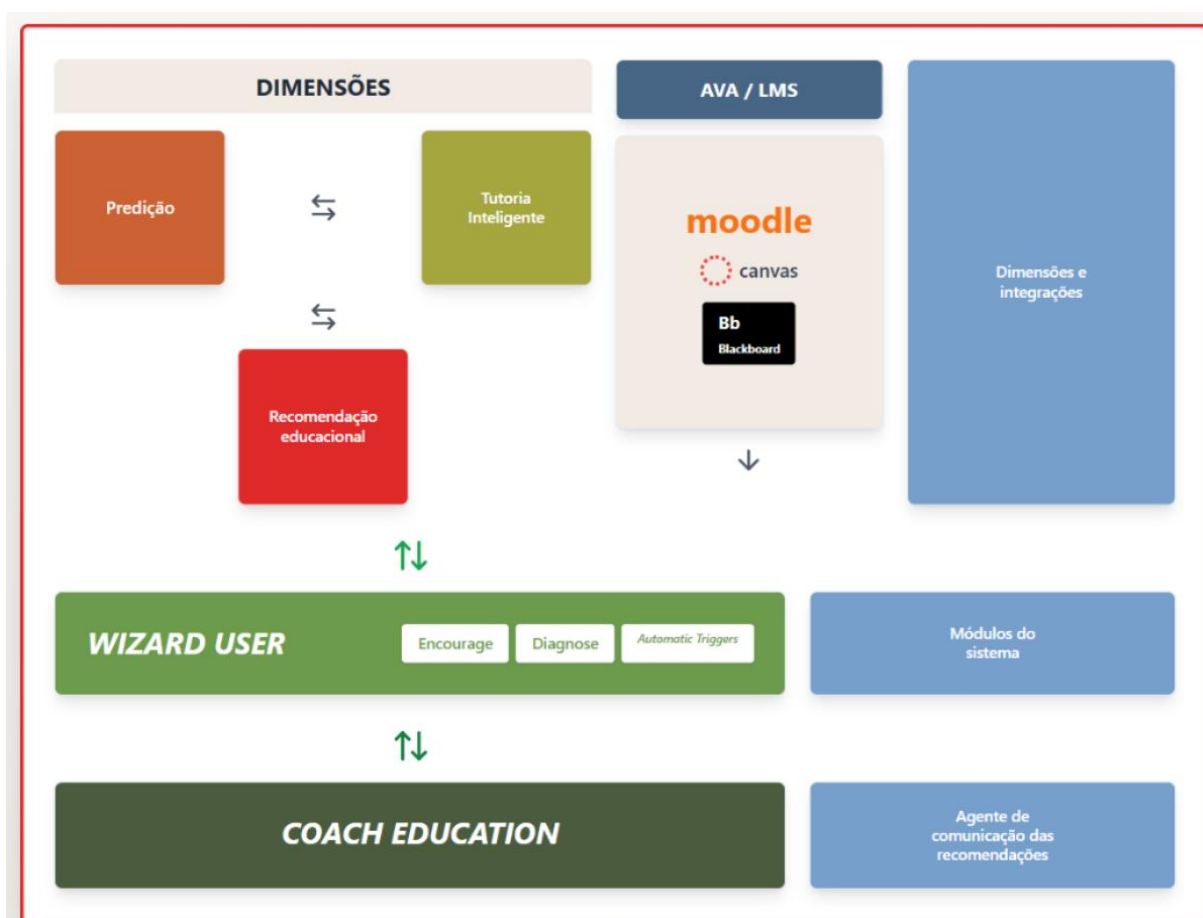 DIMENSÕES
AVA / LMS
Predição
Tutoria
Inteligente
moodle
canvas
Bb
Blackboard
Dimensões e
integrações
Recomendação
educacional
WIZARD USER
Encourage
Diagnose
Automatic Triggers
Módulos do
sistema
COACH EDUCATION
Agente de
comunicação das
recomendações